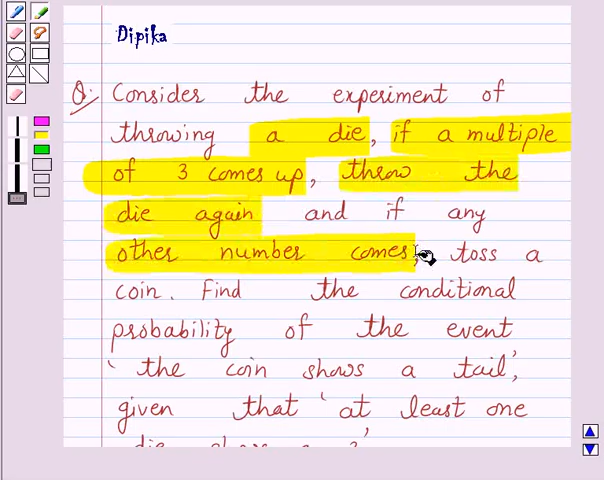 Dipika
Q. Consider the experiment of
throwing a die, if a multiple
of 3 comes up, throw the
die again and if any
other number comes, toss a
coin. Find the conditional
probability of the event
‘the coin shows a tail’,
given that ‘at least one
die